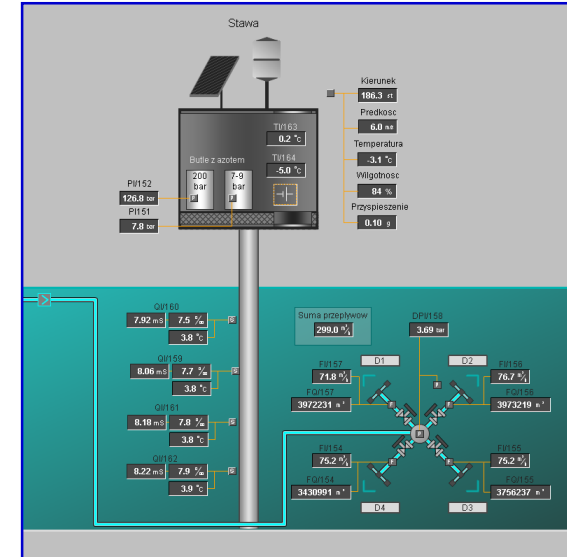 Stawa
Kierunek
186.3 st
Predkosc
6.0 m/s
Temperatura
-3.1 °c
Wilgotnosc
84 %
Przyspieszenie
0.10 g
TI/163
0.2 °c
TI/164
-5.0 °c
Butle z azotem
200
bar
7-9
bar
PI/152
126.8 bar
PI151
7.8 bar
QI/160
7.92 mS
7.5 ‰
3.8 °c
QI/159
8.06 mS
7.7 ‰
3.8 °c
QI/161
8.18 mS
7.8 ‰
3.8 °c
QI/162
8.22 mS
7.9 ‰
3.9 °c
Suma przeplywow
299.0
DPI/158
3.69 bar
D1
D2
FI/157
71.8
FQ/157
3972231
FI/156
76.7
FQ/156
3973219
FI/154
75.2
FQ/154
3430991
FI/155
75.2
FQ/155
3756237
D4
D3